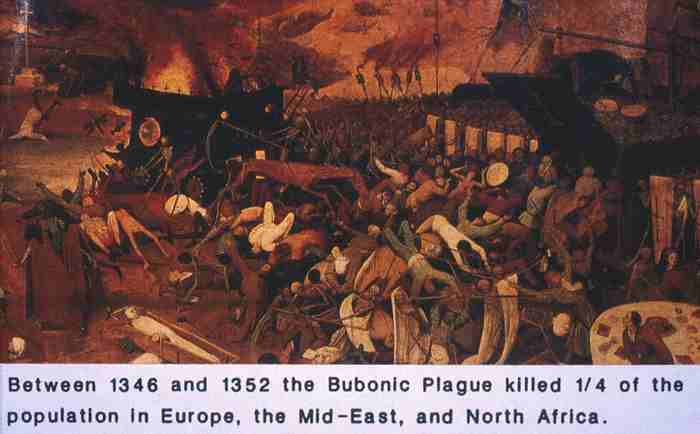 Between 1346 and 1352 the Bubonic Plague killed 1/4 of the
population in Europe, the Mid-East, and North Africa.